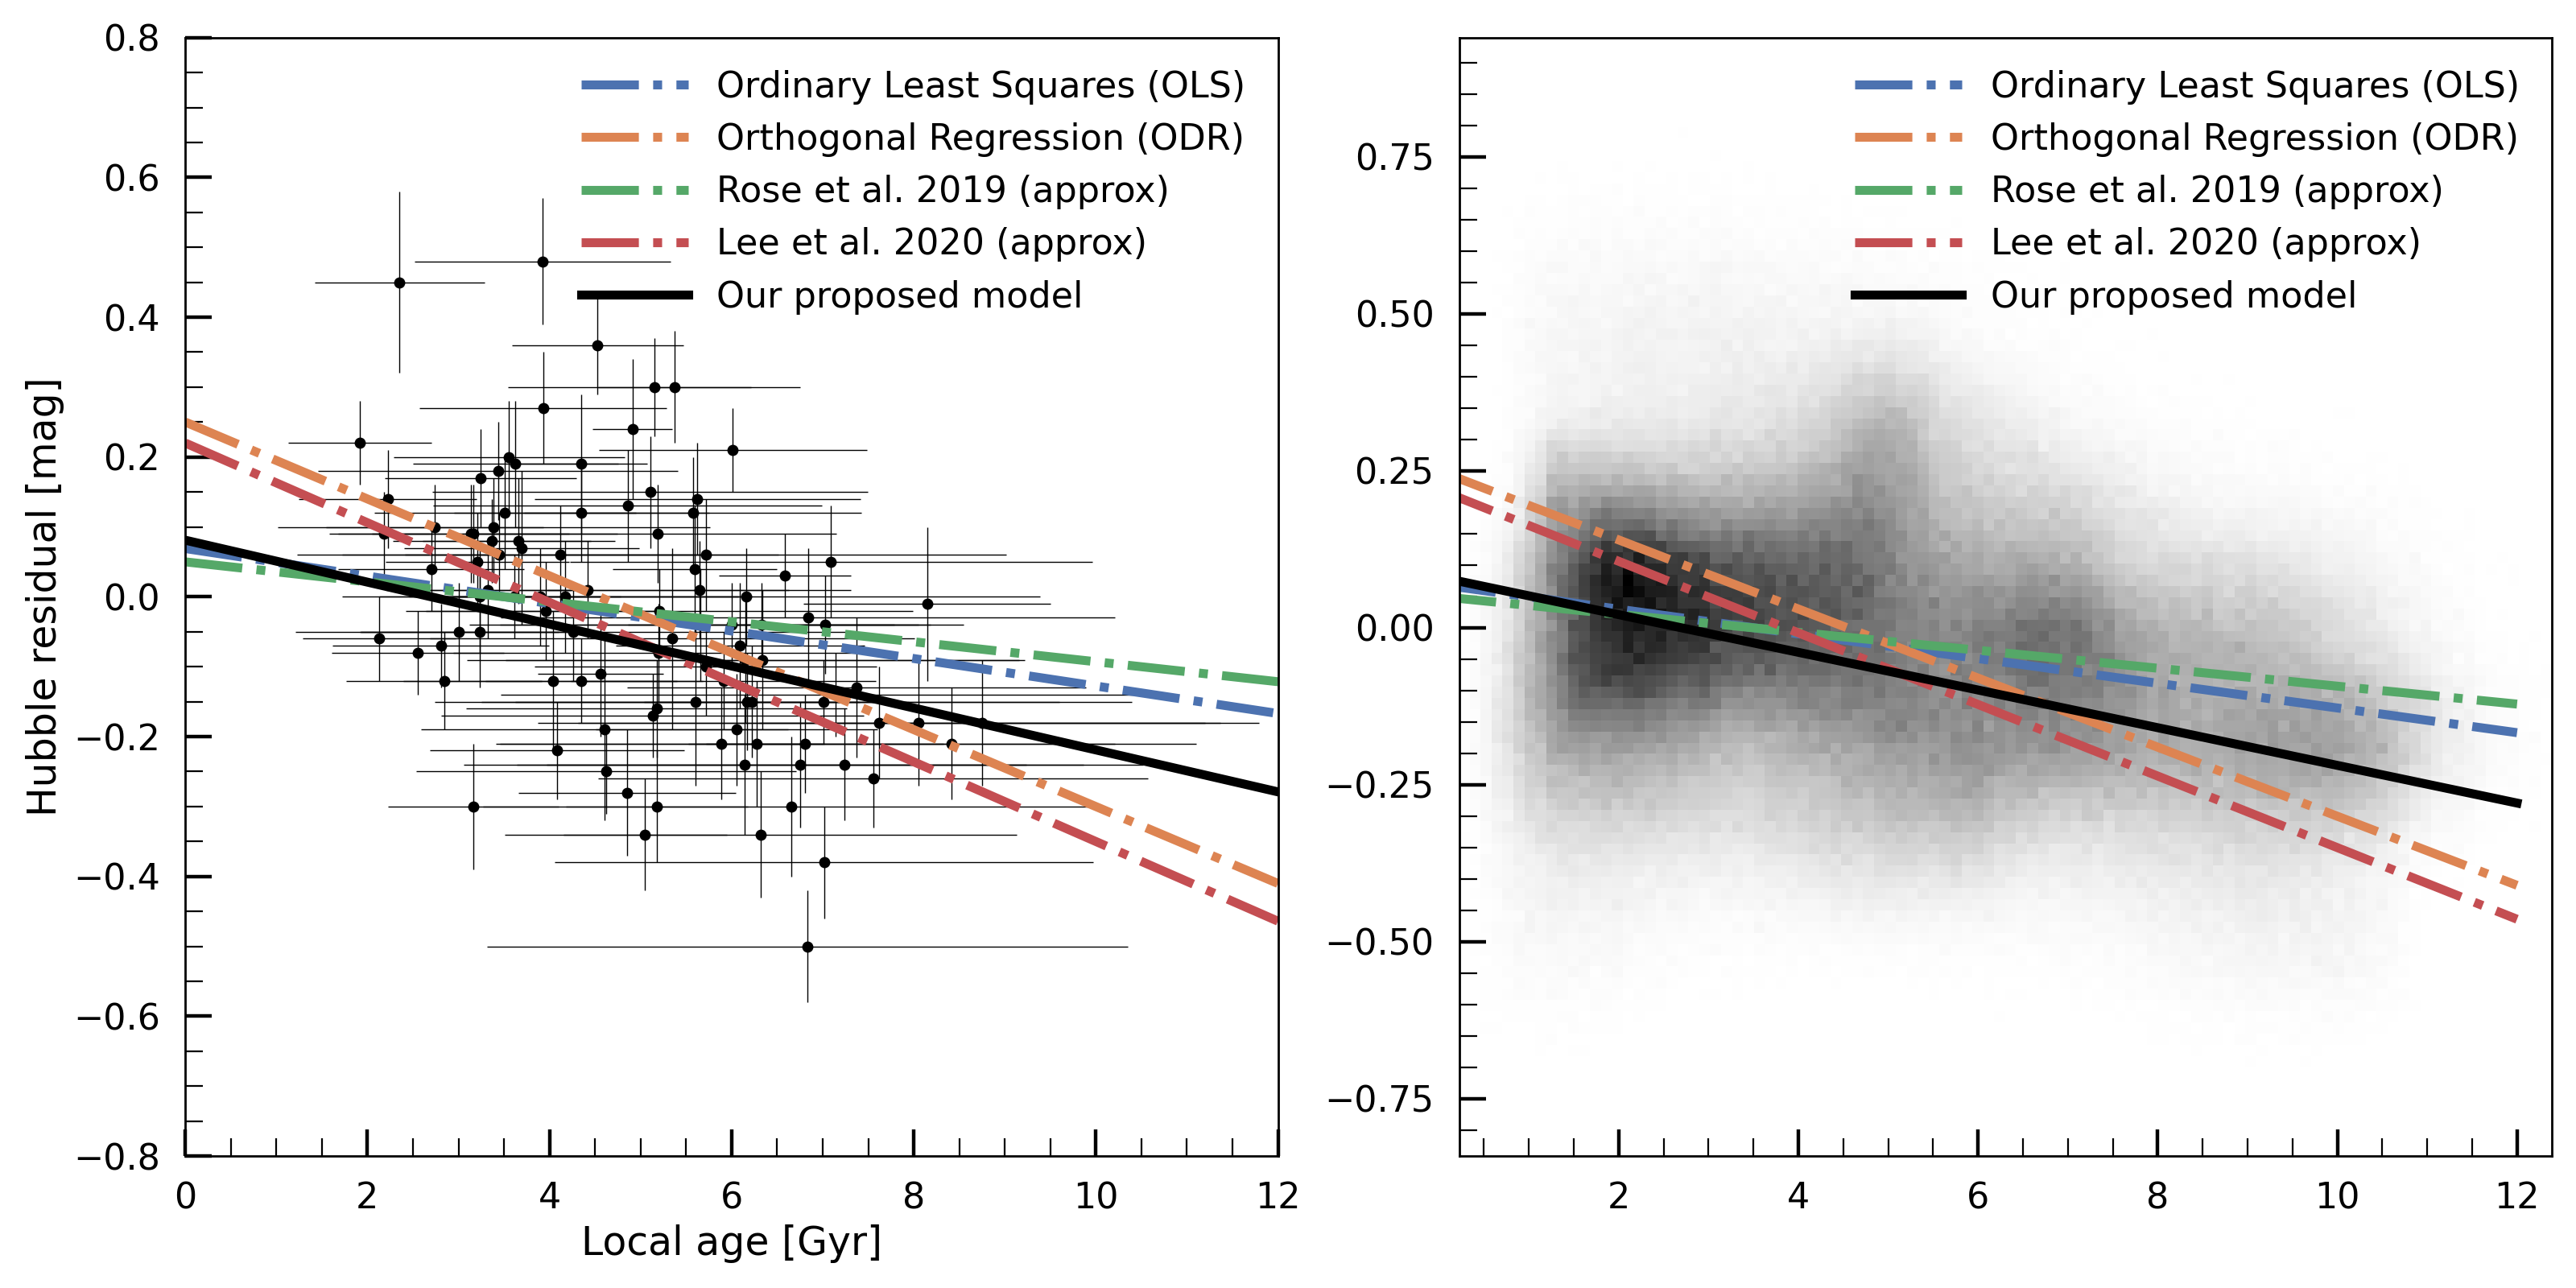 Hubble residual [mag]
0.8
0.6
0.4
0.2
0.0
−0.2
−0.4
−0.6
−0.8
Ordinary Least Squares (OLS)
Orthogonal Regression (ODR)
Rose et al. 2019 (approx)
Lee et al. 2020 (approx)
Our proposed model
0 2 4 6 8 10 12
Local age [Gyr]
0.75
0.50
0.25
0.00
−0.25
−0.50
−0.75
Ordinary Least Squares (OLS)
Orthogonal Regression (ODR)
Rose et al. 2019 (approx)
Lee et al. 2020 (approx)
Our proposed model
2 4 6 8 10 12